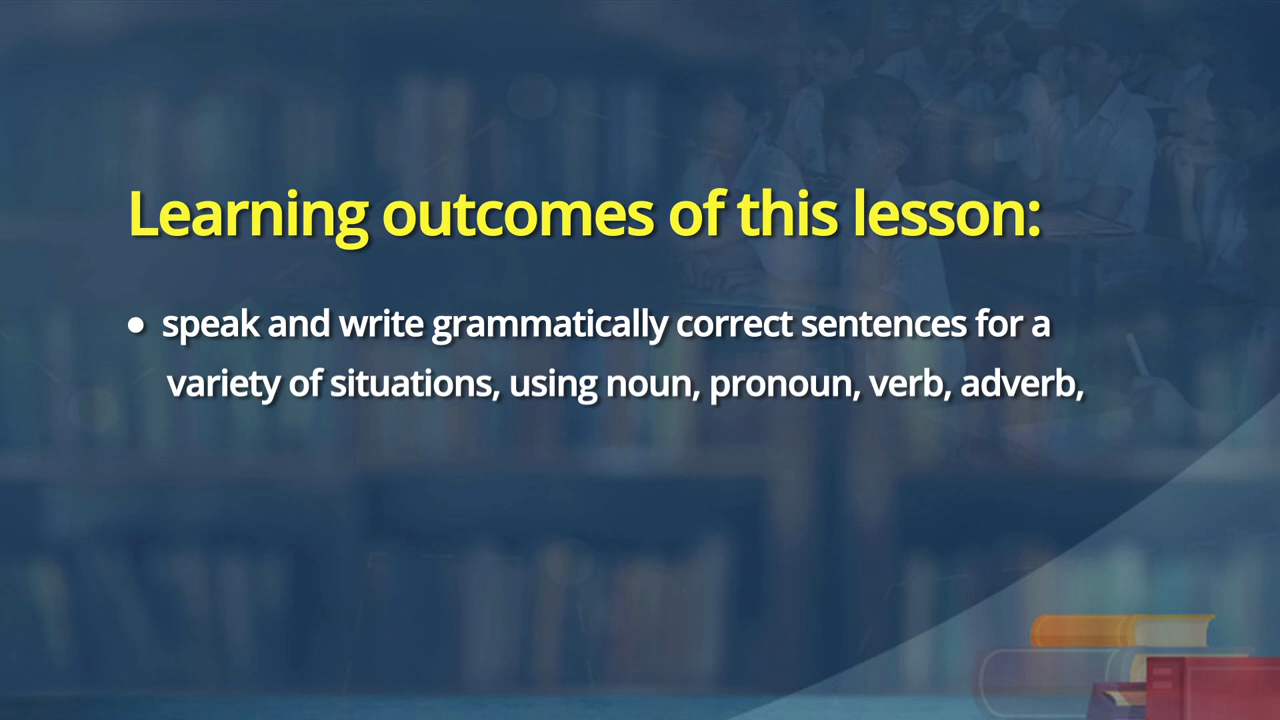 Learning outcomes of this lesson:
● speak and write grammatically correct sentences for a
variety of situations, using noun, pronoun, verb, adverb,